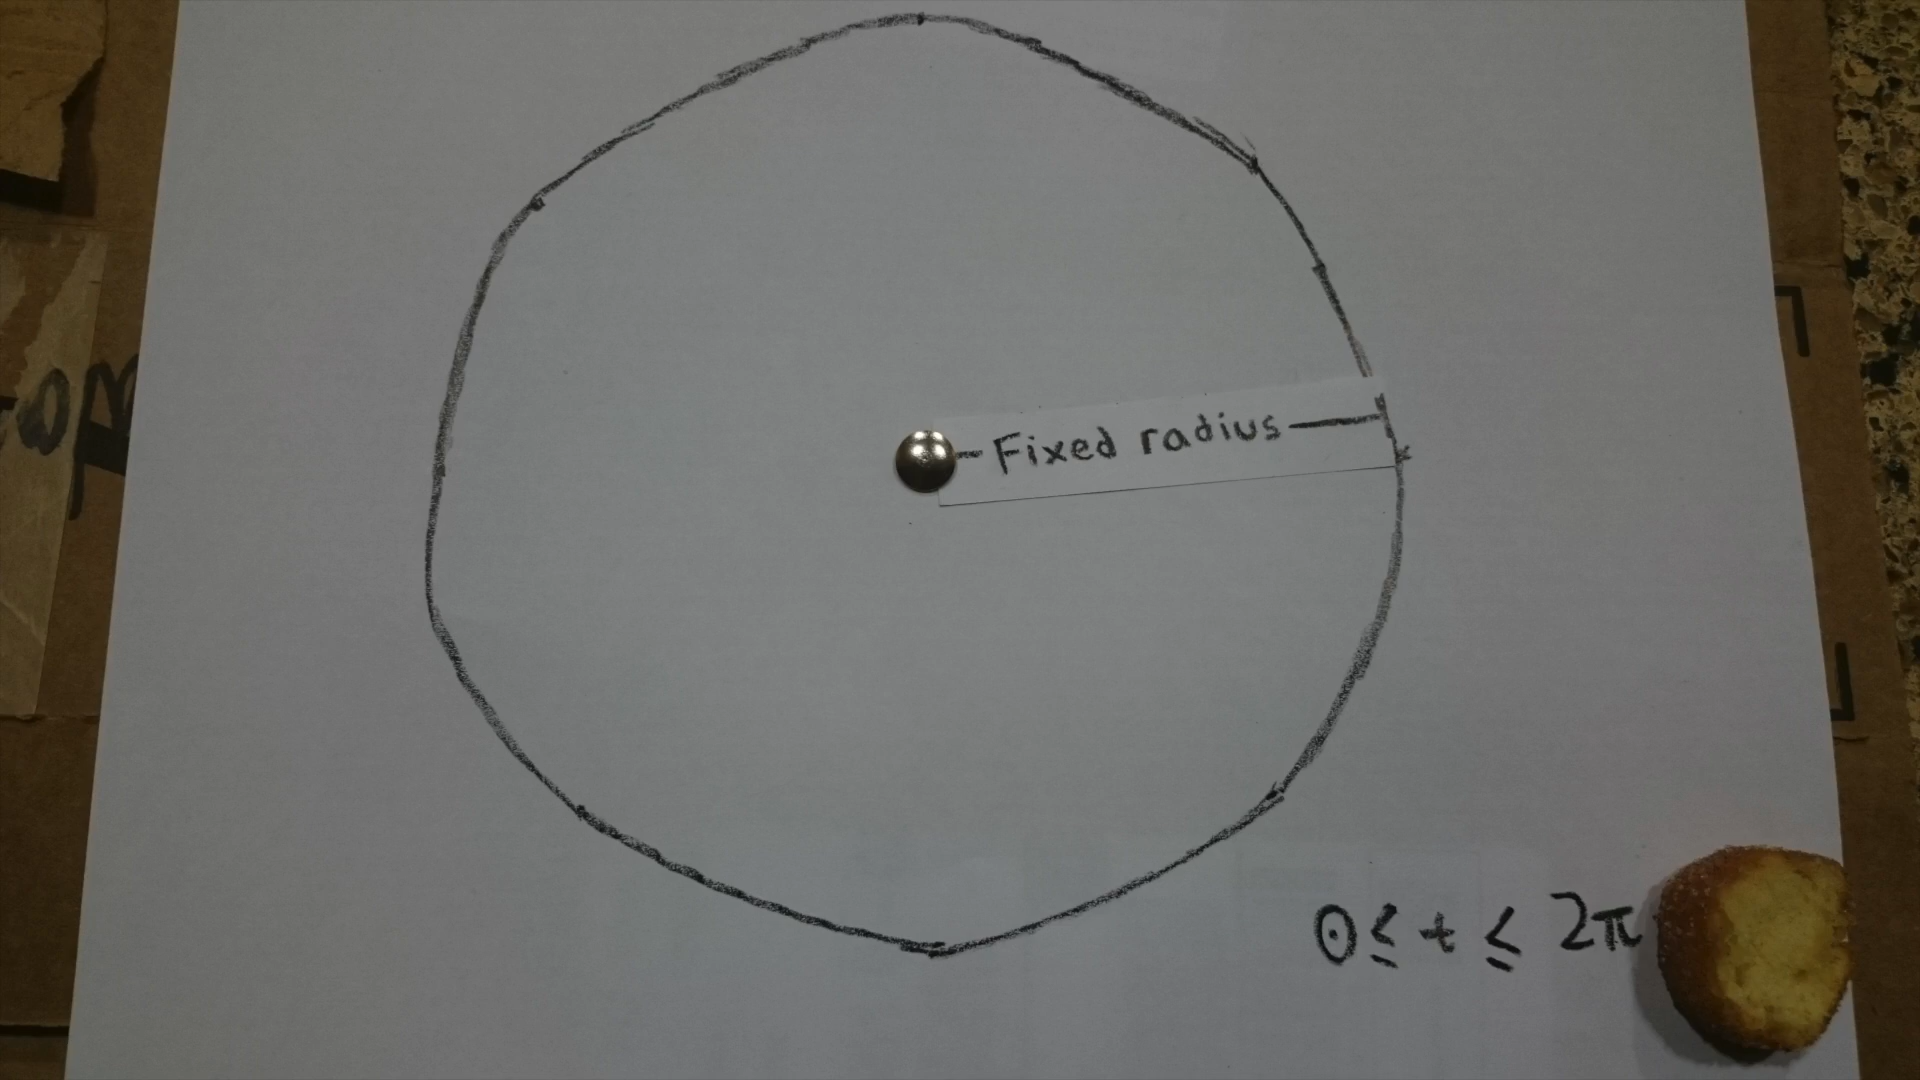 Fixed radius
0 ≤ t ≤ 2π